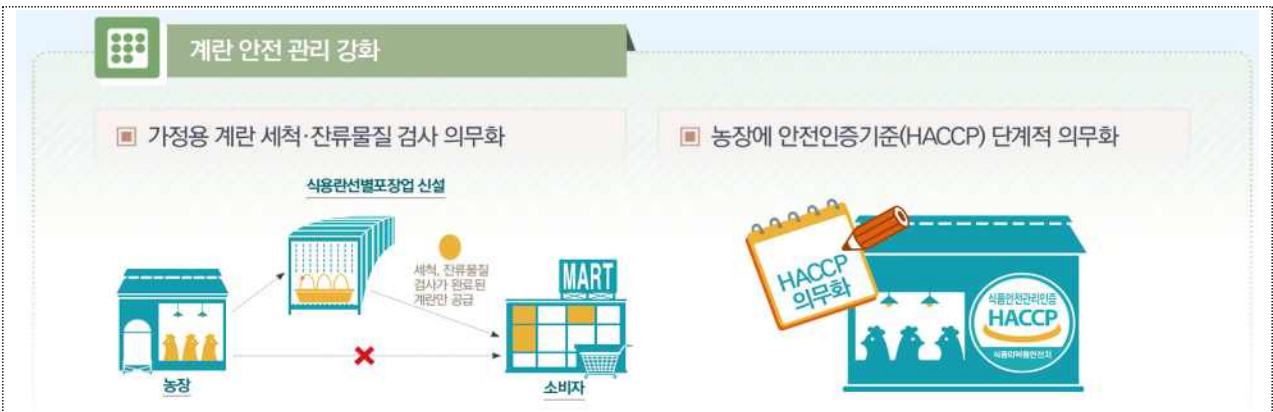 계란 안전 관리 강화
가정용 계란 세척·잔류물질 검사 의무화
식용란선별포장업 신설
세척, 잔류물질
검사가 완료된
계란만 공급
MART
농장
소비자
농장에 안전인증기준(HACCP) 단계적 의무화
HACCP
의무화
식품안전관리인증
HACCP
식품의약품안전처